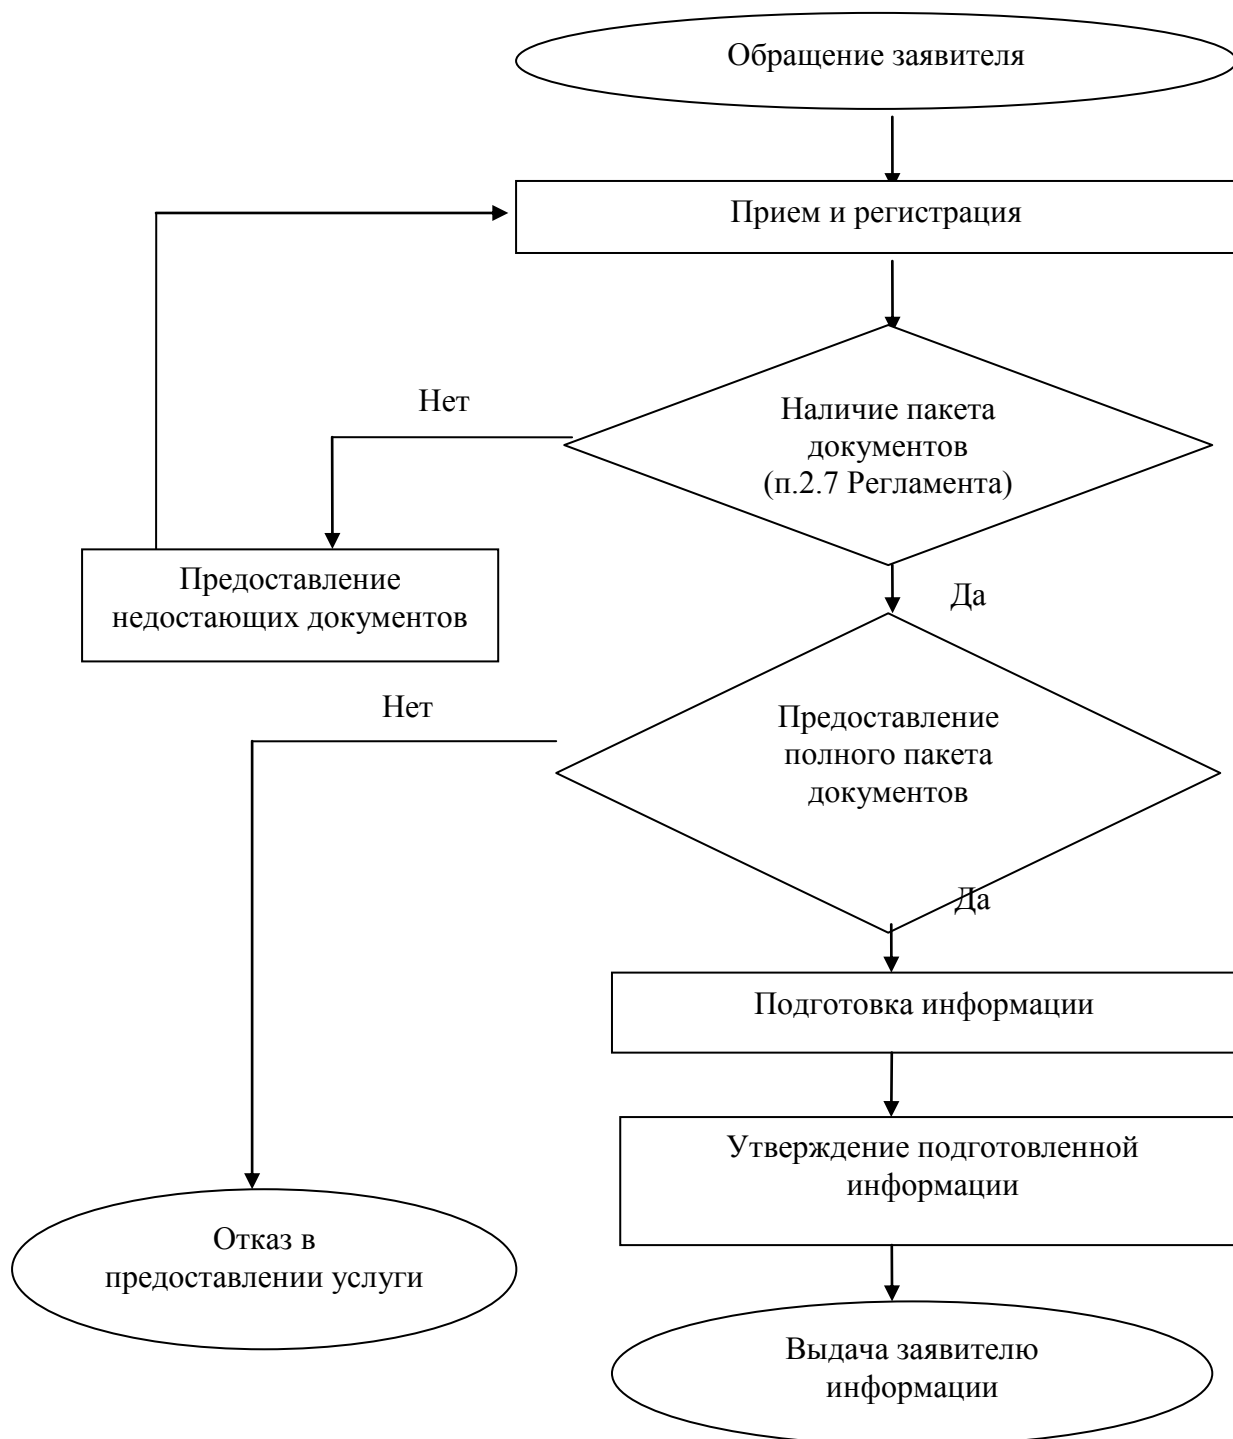 Обращение заявителя
Прием и регистрация
Нет
Наличие пакета
документов
(п.2.7 Регламента)
Предоставление
недостающих документов
Да
Нет
Предоставление
полного пакета
документов
Да
Подготовка информации
Утверждение подготовленной
информации
Отказ в
предоставлении услуги
Выдача заявителю
информации